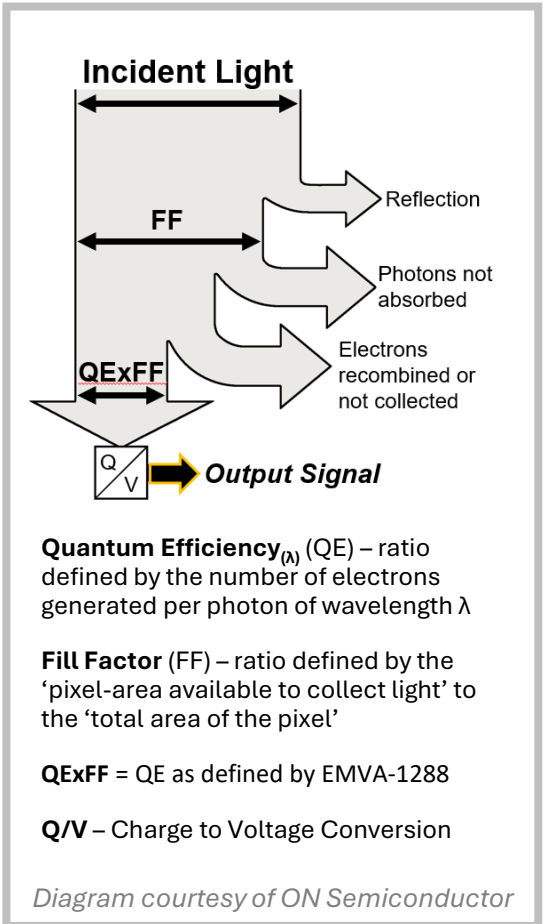 Incident Light
Reflection
FF
Photons not
absorbed
Electrons
recombined or
not collected
QExFF
Q
V
Output Signal
Quantum Efficiency(λ) (QE) – ratio
defined by the number of electrons
generated per photon of wavelength λ
Fill Factor (FF) – ratio defined by the
‘pixel-area available to collect light’ to
the ‘total area of the pixel’
QExFF = QE as defined by EMVA-1288
Q/V – Charge to Voltage Conversion
Diagram courtesy of ON Semiconductor